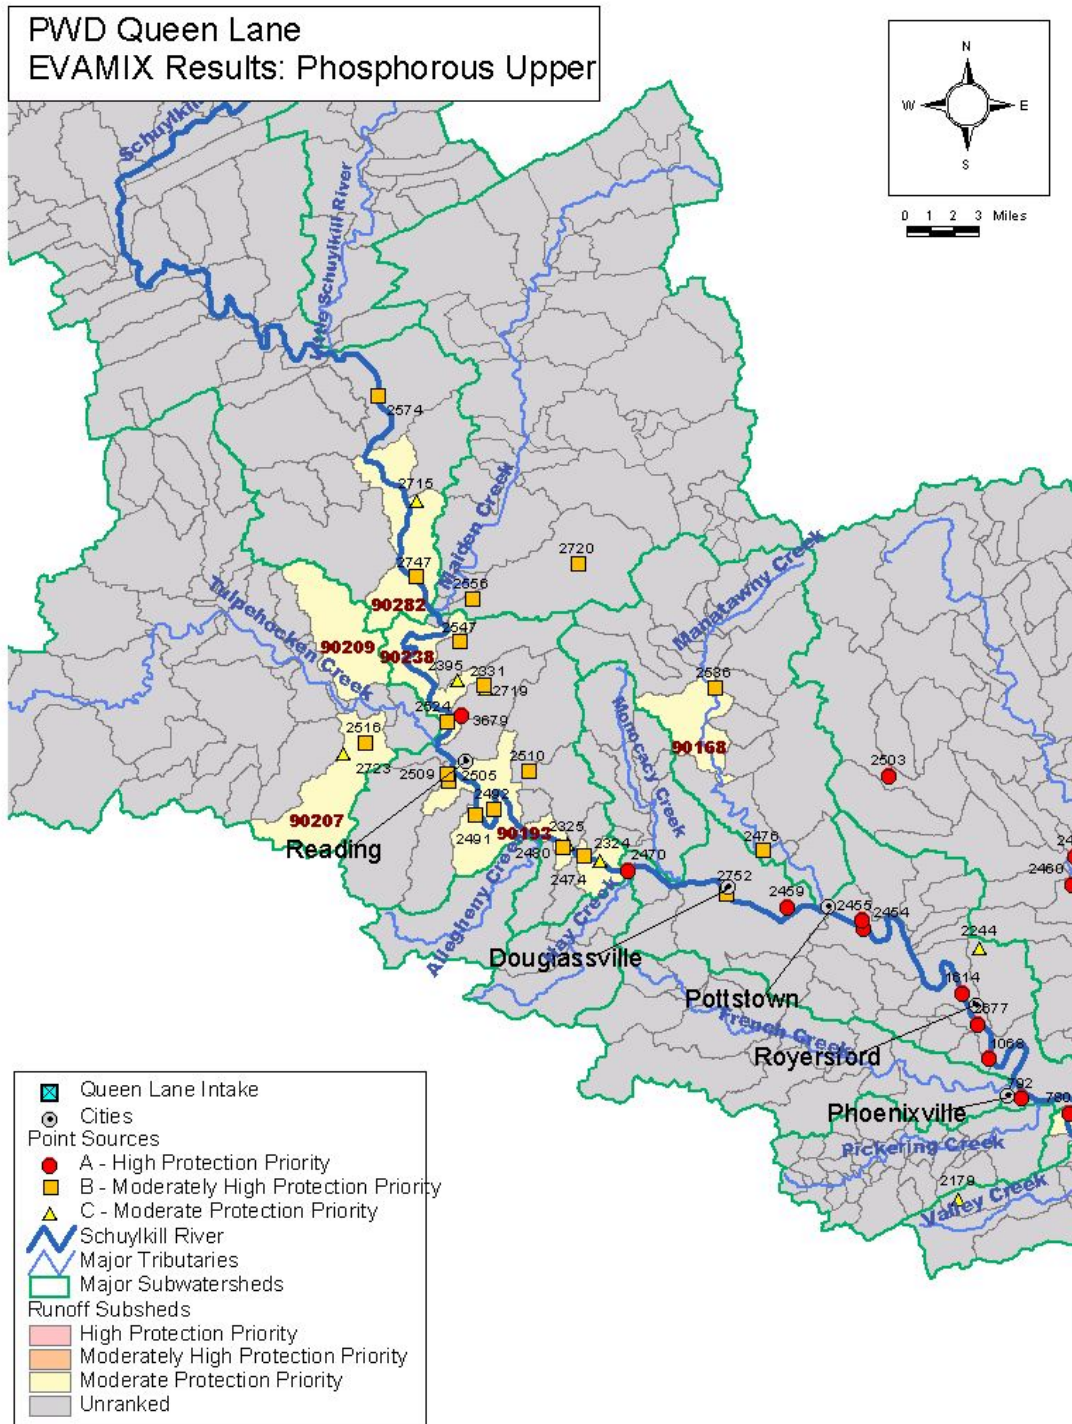 PWD Queen Lane
EVAMIX Results: Phosphorous Upper
N
W E
S
0 1 2 3 Miles
Schuylkill
Little Schuylkill River
2574
2715
Maiden Creek
2720
2747
2556
90282
Manatawny Creek
Tulpehocken Creek
2547
90209
90238
2395
2331
2719
2536
2524
3679
Monocacy Creek
90168
2516
2723
2510
2503
2509
2505
2492
90207
Reading
2491
90192
2325
2480
2324
2470
2476
2474
2752
2459
2455
2454
2460
Allegheny Creek
Hay Creek
Douglassville
2244
Pottstown
1614
2677
French Creek
Royersford
1068
792
780
Phoenixville
Pickering Creek
2179
Valley Creek
Queen Lane Intake
Cities
Point Sources
A - High Protection Priority
B - Moderately High Protection Priority
C - Moderate Protection Priority
Schuylkill River
Major Tributaries
Major Subwatersheds
Runoff Subsheds
High Protection Priority
Moderately High Protection Priority
Moderate Protection Priority
Unranked